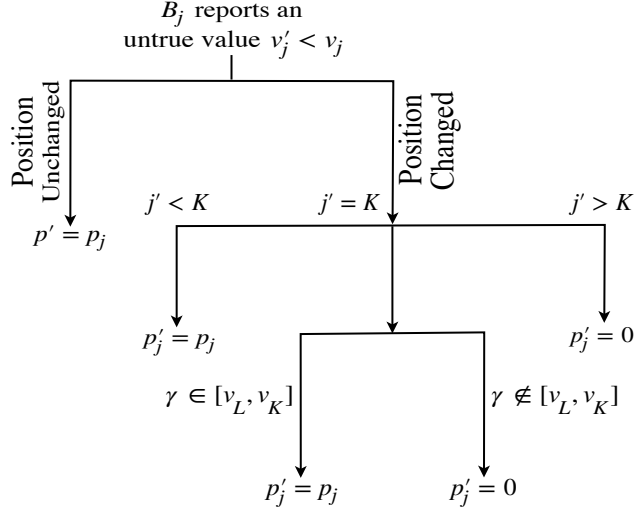 B_j reports an
untrue value v'_j < v_j
Position
Unchanged
Position
Changed
p' = p_j
j' < K
j' = K
j' > K
p'_j = p_j
p'_j = 0
γ ∈ [v_L, v_K]
γ ∉ [v_L, v_K]
p'_j = p_j
p'_j = 0